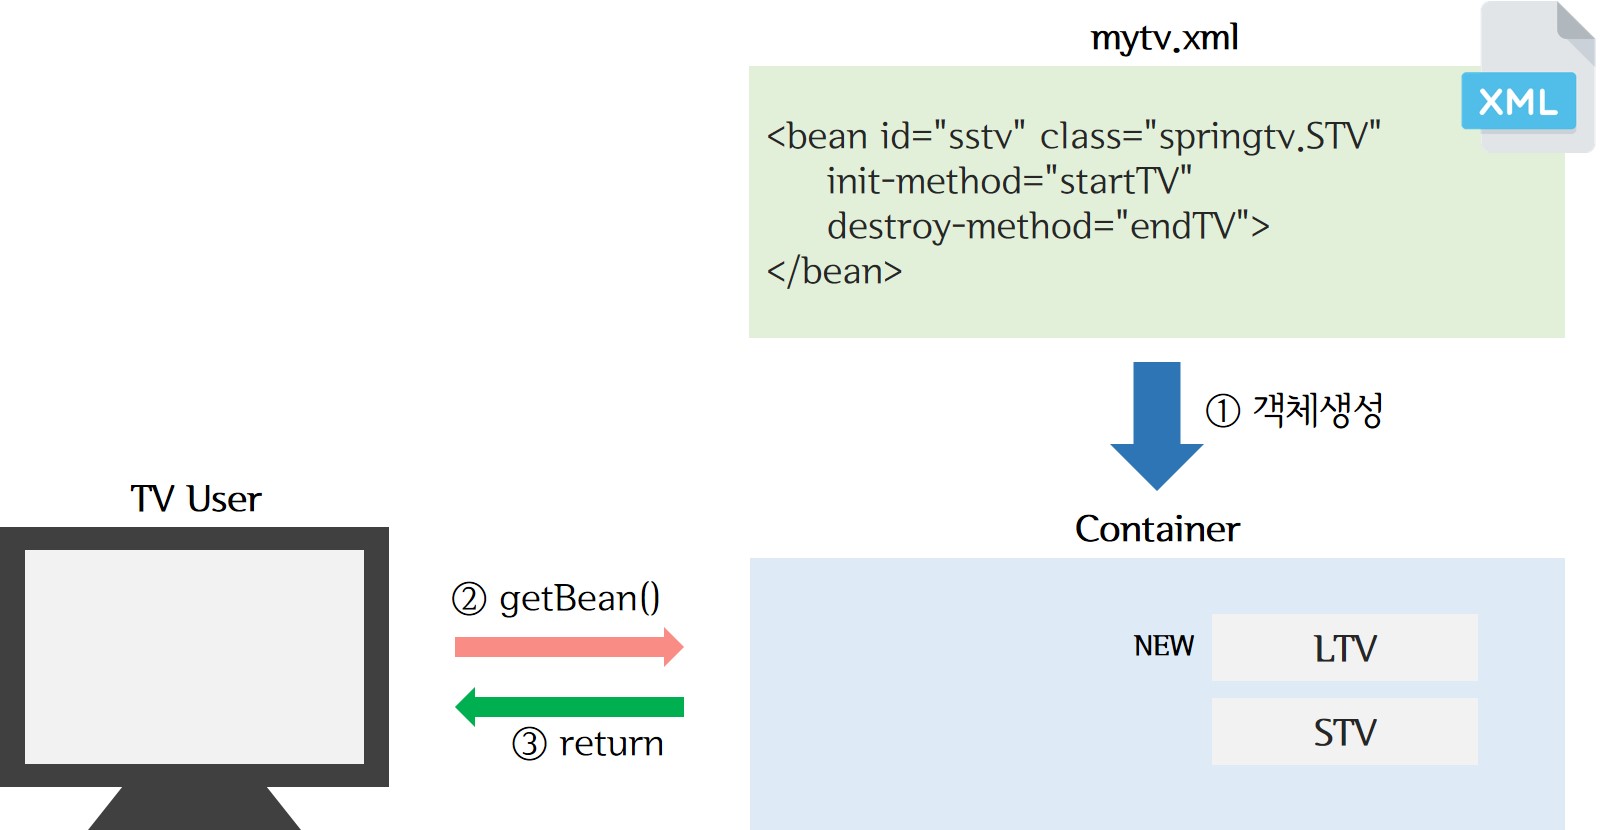 mytv.xml
XML
<bean id="sstv" class="springtv.STV"
init-method="startTV"
destroy-method="endTV">
</bean>
① 객체생성
TV User
Container
② getBean()
NEW LTV
③ return
STV